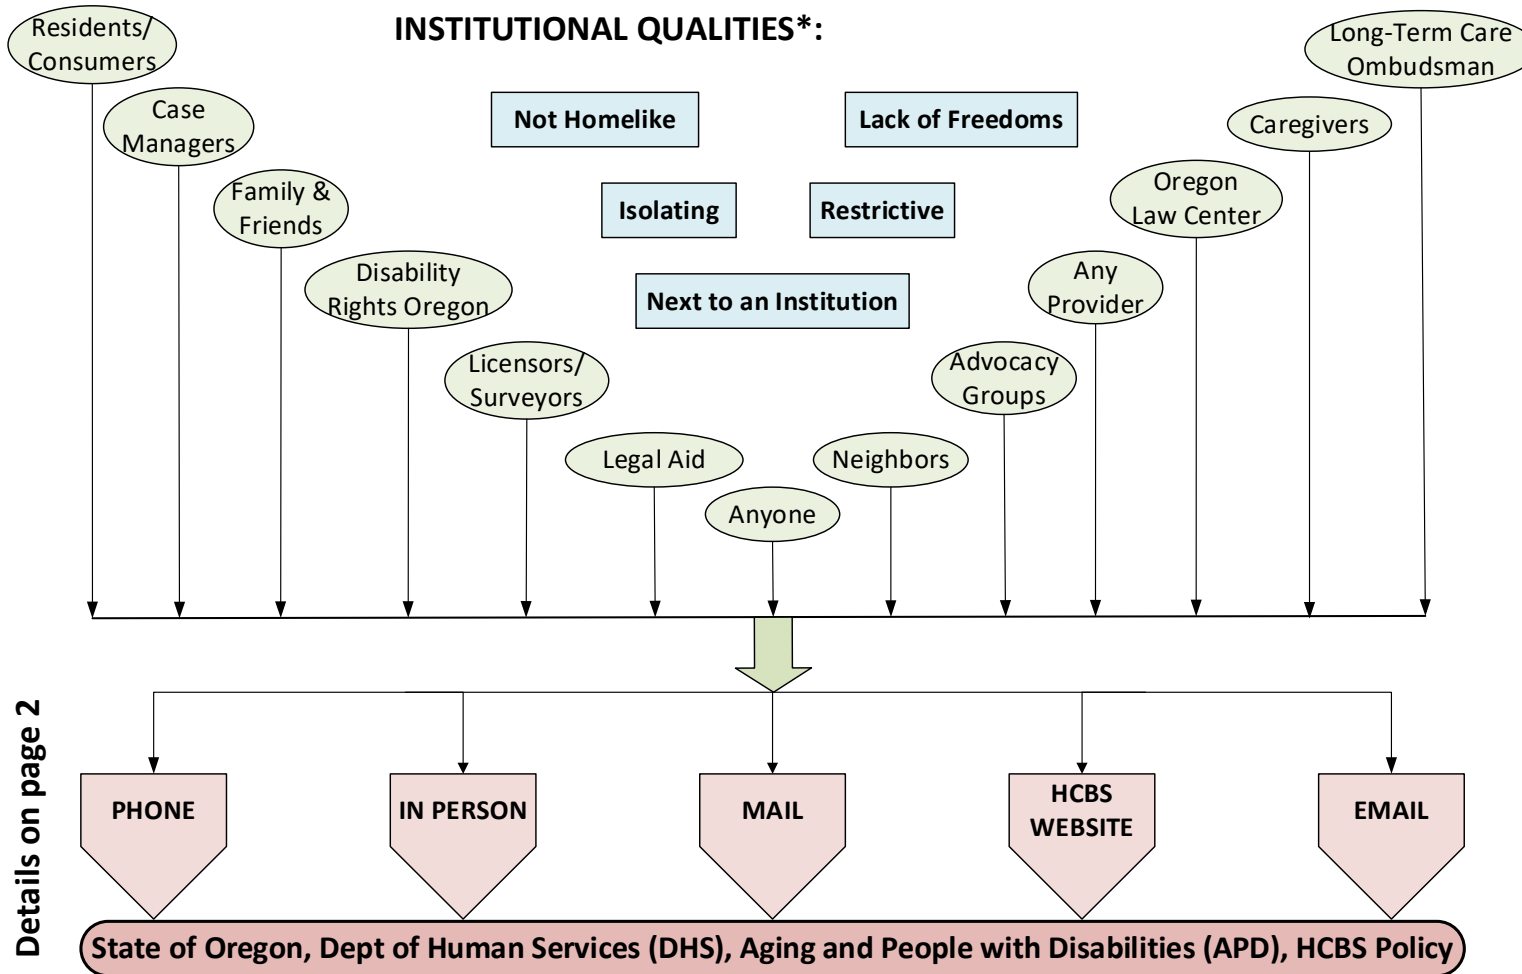 INSTITUTIONAL QUALITIES*:
Residents/
Consumers
Case
Managers
Family &
Friends
Disability
Rights Oregon
Licensors/
Surveyors
Legal Aid
Anyone
Neighbors
Advocacy
Groups
Any
Provider
Oregon
Law Center
Caregivers
Long-Term Care
Ombudsman
Not Homelike
Lack of Freedoms
Isolating
Restrictive
Next to an Institution
Details on page 2
PHONE
IN PERSON
MAIL
HCBS
WEBSITE
EMAIL
State of Oregon, Dept of Human Services (DHS), Aging and People with Disabilities (APD), HCBS Policy